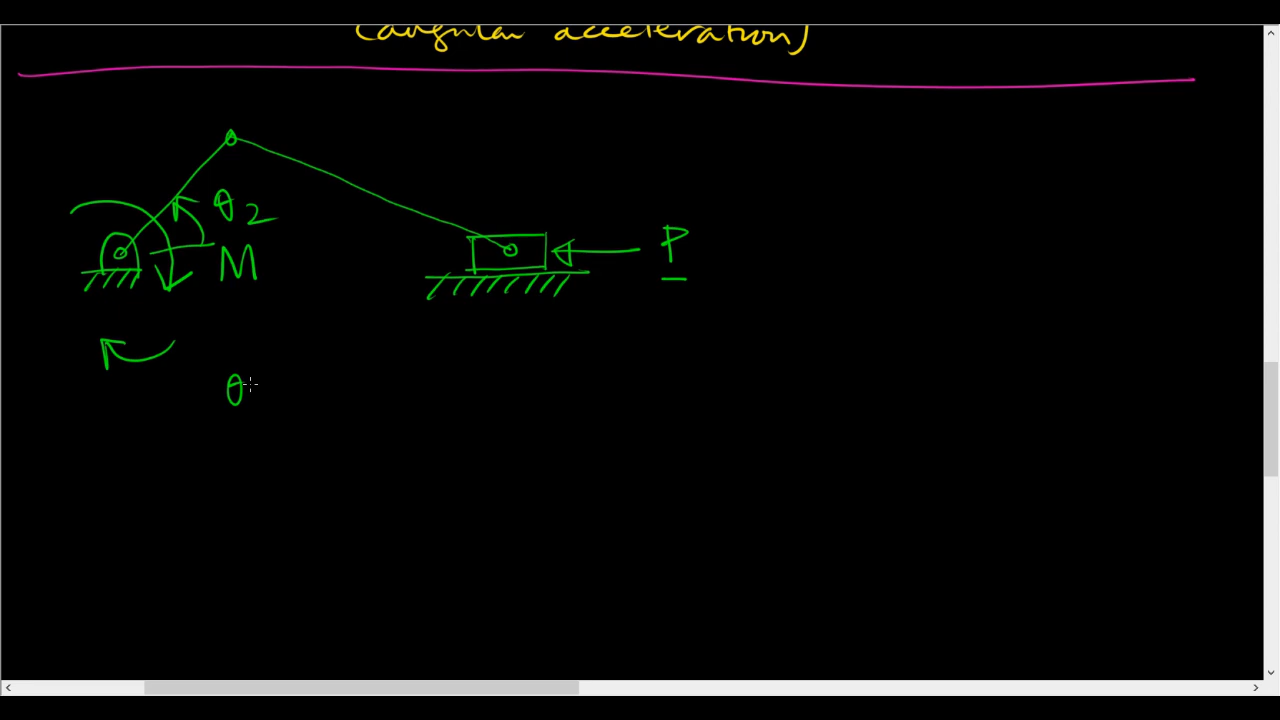 (angular acceleration)
θ2
M
P
θ